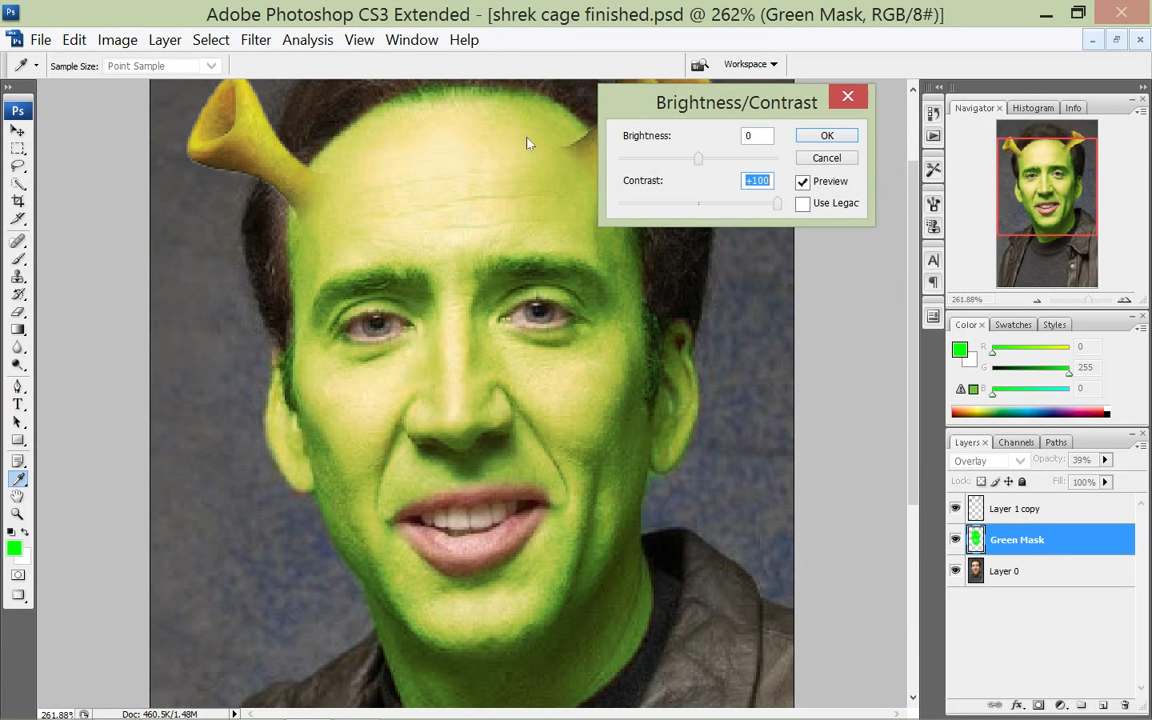 Adobe Photoshop CS3 Extended - [shrek cage finished.psd @ 262% (Green Mask, RGB/8#)]
File Edit Image Layer Select Filter Analysis View Window Help
Sample Size: Point Sample Workspace
Ps
Brightness/Contrast
Brightness: 0 OK
Cancel
Contrast: +100 Preview
Use Legac
Navigator Histogram Info
261.88%
Color Swatches Styles
R 0
G 255
B 0
Layers Channels Paths
Overlay Opacity: 39%
Lock: Fill: 100%
Layer 1 copy
Green Mask
Layer 0
261.88% Doc: 460.5K/1.48M